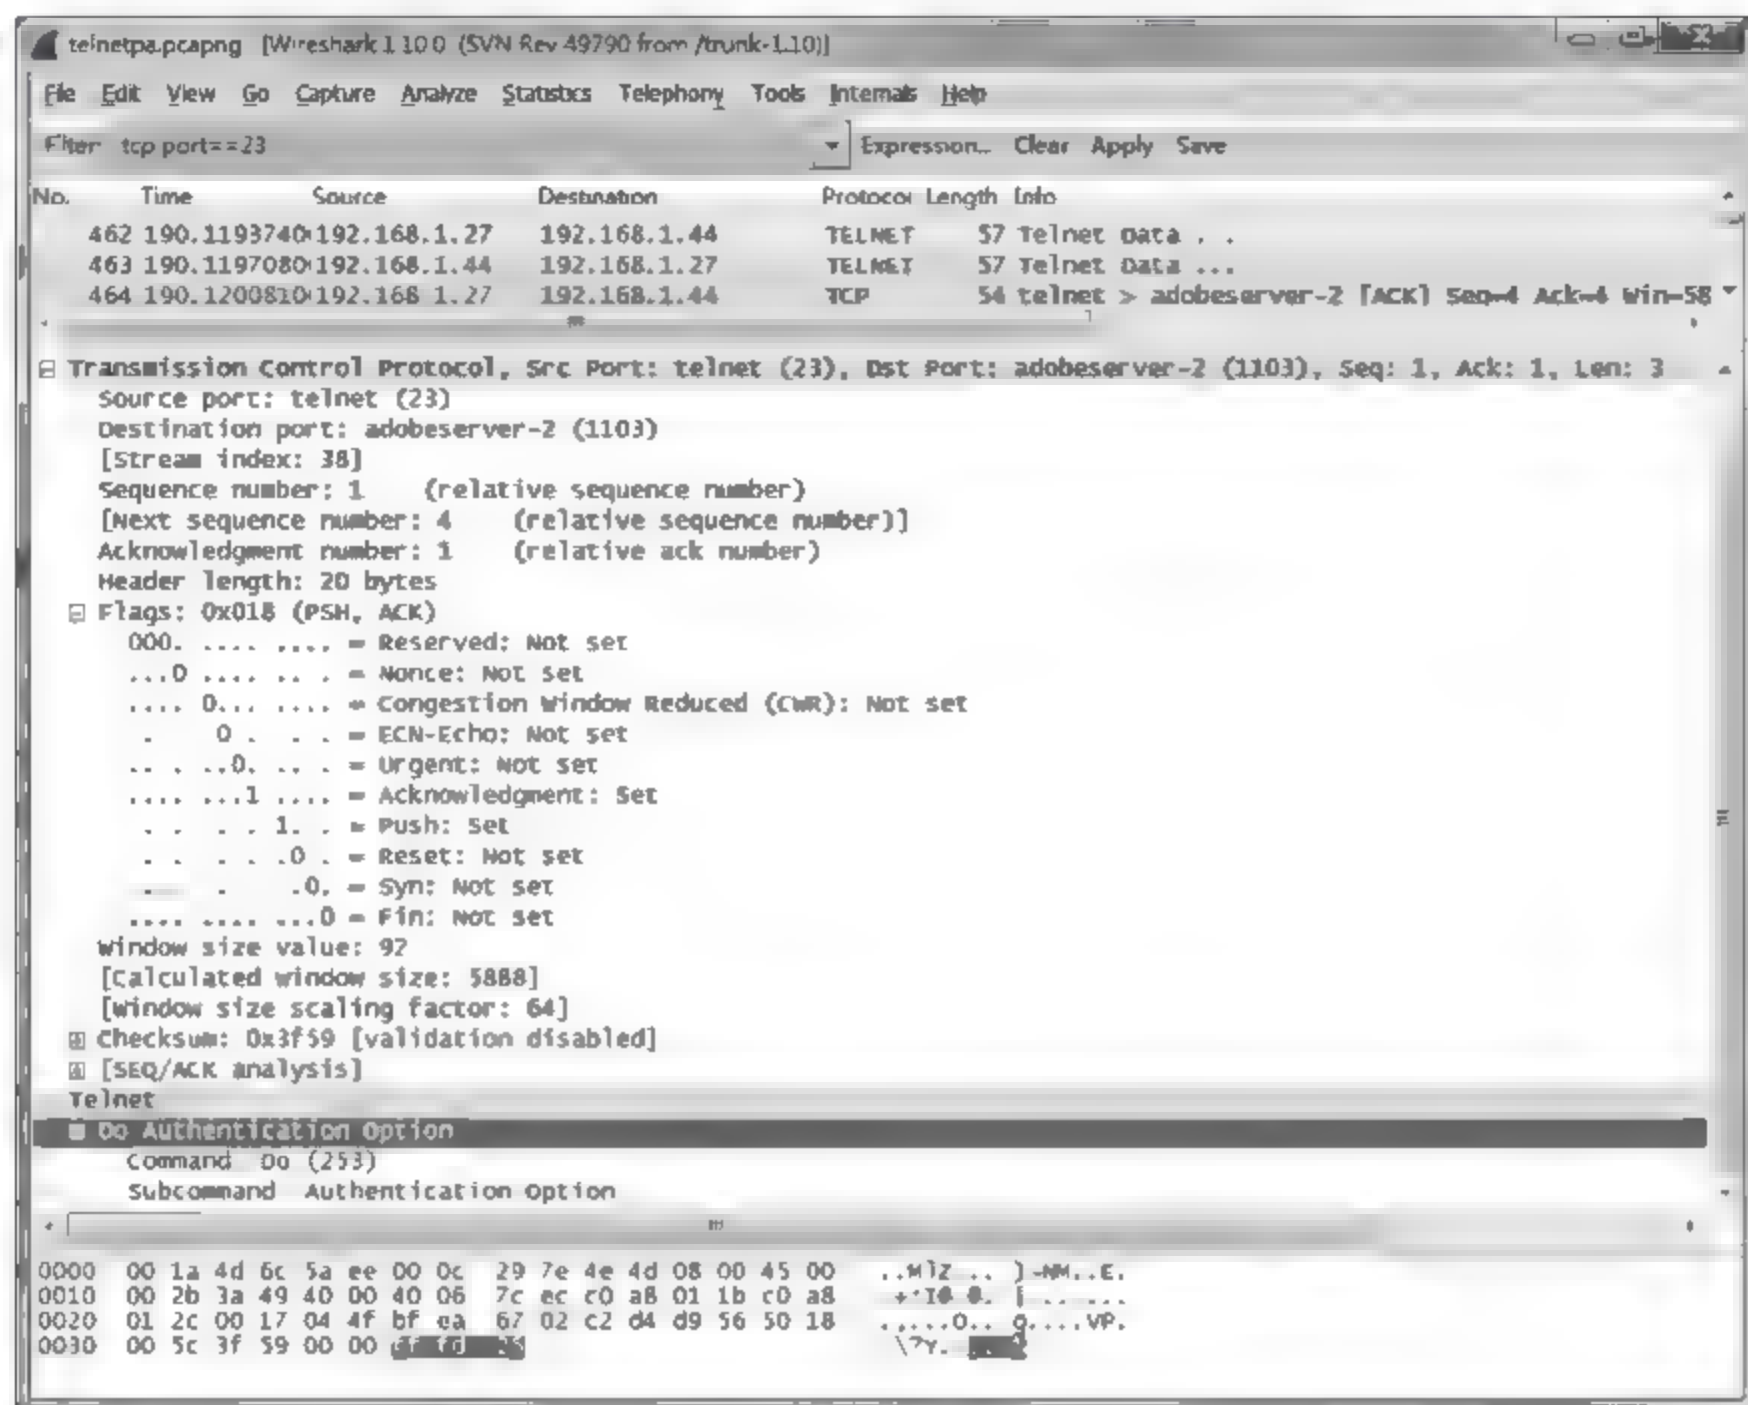 telnetpa.pcapng [Wireshark 1.10.0 (SVN Rev 49790 from /trunk-1.10)]
File Edit View Go Capture Analyze Statistics Telephony Tools Internals Help
Filter: tcp.port==23 Expression... Clear Apply Save
No. Time Source Destination Protocol Length Info
462 190.1193740 192.168.1.27 192.168.1.44 TELNET 57 Telnet Data ...
463 190.1197080 192.168.1.44 192.168.1.27 TELNET 57 Telnet Data ...
464 190.1200810 192.168.1.27 192.168.1.44 TCP 54 telnet > adobeserver-2 [ACK] Seq=4 Ack=4 Win=58
Transmission Control Protocol, Src Port: telnet (23), Dst Port: adobeserver-2 (1103), Seq: 1, Ack: 1, Len: 3
Source port: telnet (23)
Destination port: adobeserver-2 (1103)
[Stream index: 38]
Sequence number: 1 (relative sequence number)
[Next sequence number: 4 (relative sequence number)]
Acknowledgment number: 1 (relative ack number)
Header length: 20 bytes
Flags: 0x018 (PSH, ACK)
000. .... .... = Reserved: Not set
...0 .... .... = Nonce: Not set
.... 0... .... = Congestion Window Reduced (CWR): Not set
.... .0.. .... = ECN-Echo: Not set
.... ..0. .... = Urgent: Not set
.... ...1 .... = Acknowledgment: Set
.... .... 1... = Push: Set
.... .... .0.. = Reset: Not set
.... .... ..0. = Syn: Not set
.... .... ...0 = Fin: Not set
Window size value: 92
[Calculated window size: 5888]
[Window size scaling factor: 64]
Checksum: 0x3f59 [validation disabled]
[SEQ/ACK analysis]
Telnet
Do Authentication Option
Command Do (253)
Subcommand Authentication Option
0000 00 1a 4d 6c 5a ee 00 0c 29 7e 4e 4d 08 00 45 00 ..MlZ... )~NM..E.
0010 00 2b 3a 49 40 00 40 06 7c ec c0 a8 01 1b c0 a8 .+:I@.@. |.......
0020 01 2c 00 17 04 4f bf ea 67 02 c2 d4 d9 56 50 18 .,...O.. g....VP.
0030 00 5c 3f 59 00 00 ff fd 25 .\?Y..